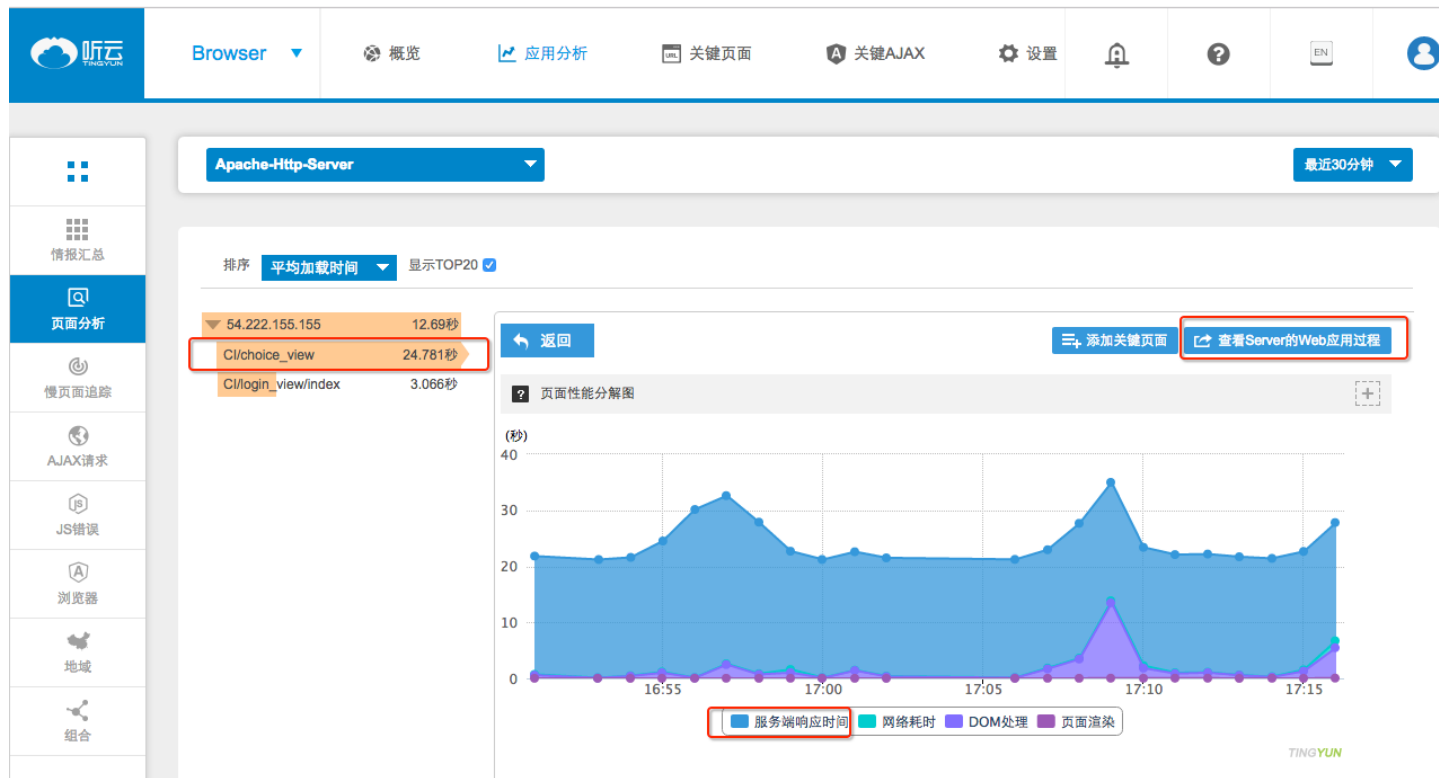 听云
TINGYUN
Browser 概览 应用分析 URL 关键页面 A 关键AJAX 设置 ? EN
Apache-Http-Server 最近30分钟
情报汇总
页面分析
慢页面追踪
AJAX请求
JS
JS错误
A
浏览器
地域
组合
排序 平均加载时间 显示TOP20
54.222.155.155 12.69秒
CI/choice_view 24.781秒
CI/login_view/index 3.066秒
返回 添加关键页面 查看Server的Web应用过程
? 页面性能分解图
(秒)
40
30
20
10
0
16:55 17:00 17:05 17:10 17:15
服务端响应时间 网络耗时 DOM处理 页面渲染
TINGYUN